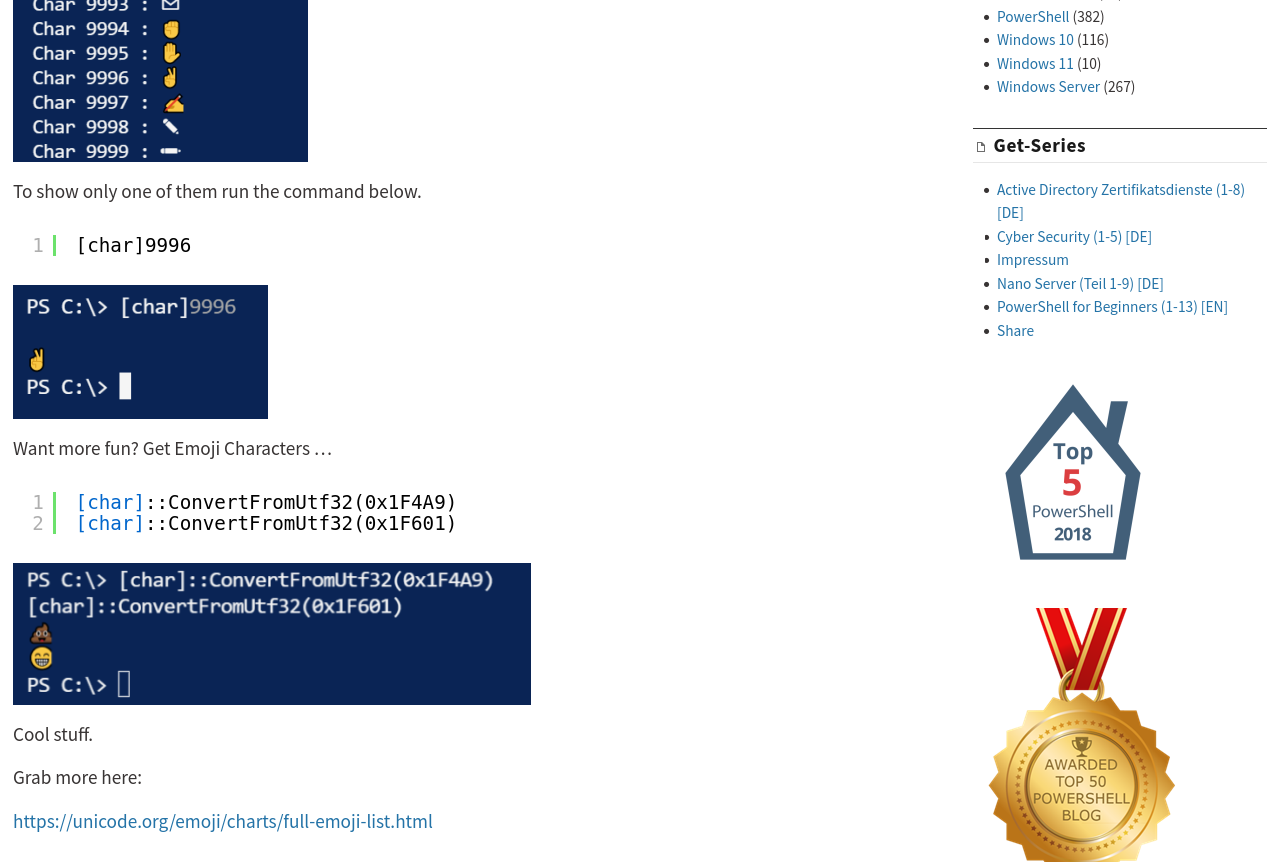 Char 9993 : ✉
Char 9994 : ✊
Char 9995 : ✋
Char 9996 : ✌
Char 9997 : ✍
Char 9998 : ✎
Char 9999 : ✏
To show only one of them run the command below.
1 [char]9996
PS C:\> [char]9996
✌
PS C:\>
Want more fun? Get Emoji Characters …
1 [char]::ConvertFromUtf32(0x1F4A9)
2 [char]::ConvertFromUtf32(0x1F601)
PS C:\> [char]::ConvertFromUtf32(0x1F4A9)
[char]::ConvertFromUtf32(0x1F601)
💩
😁
PS C:\>
Cool stuff.
Grab more here:
https://unicode.org/emoji/charts/full-emoji-list.html
PowerShell (382)
Windows 10 (116)
Windows 11 (10)
Windows Server (267)
Get-Series
Active Directory Zertifikatsdienste (1-8)
[DE]
Cyber Security (1-5) [DE]
Impressum
Nano Server (Teil 1-9) [DE]
PowerShell for Beginners (1-13) [EN]
Share
Top
5
PowerShell
2018
AWARDED
TOP 50
POWERSHELL
BLOG